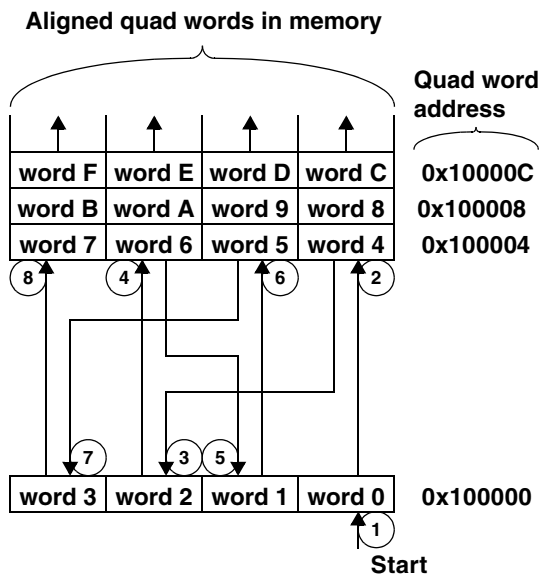 Aligned quad words in memory
Quad word
address
word F word E word D word C 0x10000C
word B word A word 9 word 8 0x100008
word 7 word 6 word 5 word 4 0x100004
8 4 6 2
7 3 5
word 3 word 2 word 1 word 0 0x100000
1
Start